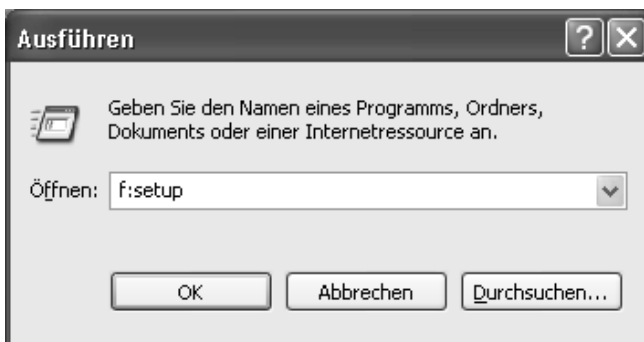 Ausführen
Geben Sie den Namen eines Programms, Ordners,
Dokuments oder einer Internetressource an.
Öffnen: f:setup
OK Abbrechen Durchsuchen...